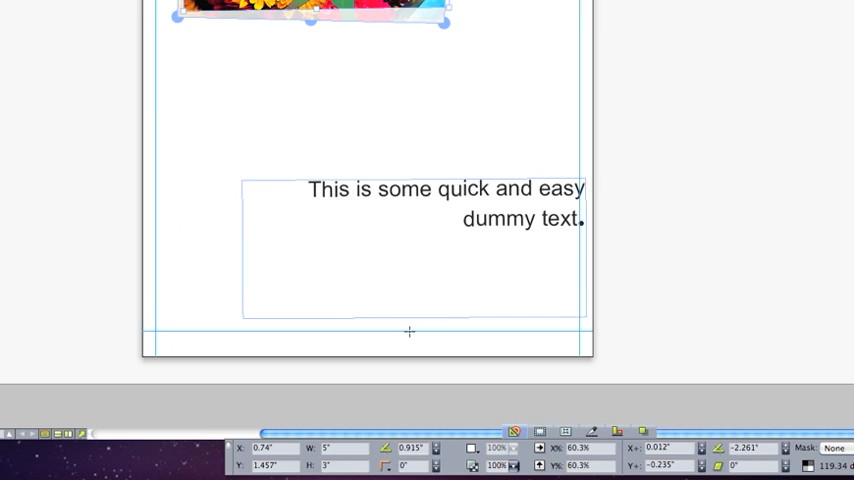 This is some quick and easy
dummy text.
X: 0.74" W: 5" 0.915" 100% X% 60.3% X+: 0.012" -2.261" Mask: None
Y: 1.457" H: 3" 0° 100% Y% 60.3% Y+: -0.235" 0° 119.34 d